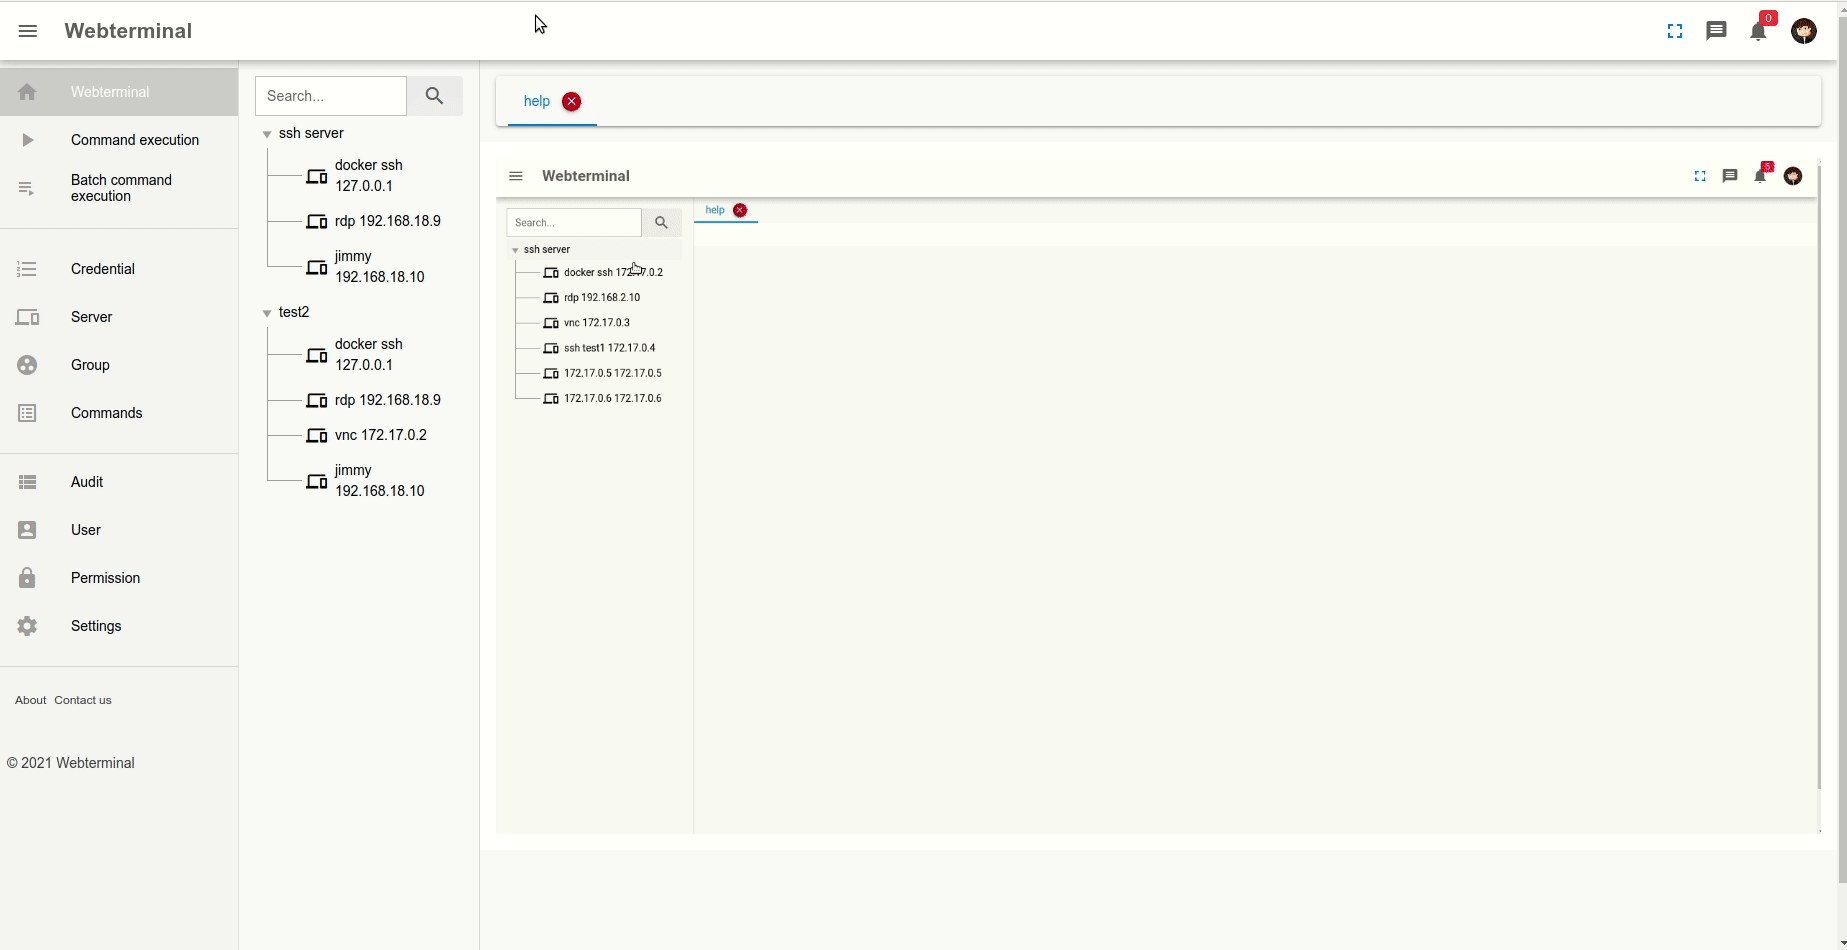 Webterminal
0
Webterminal
Command execution
Batch command
execution
Credential
Server
Group
Commands
Audit
User
Permission
Settings
About Contact us
© 2021 Webterminal
Search...
ssh server
docker ssh
127.0.0.1
rdp 192.168.18.9
jimmy
192.168.18.10
test2
docker ssh
127.0.0.1
rdp 192.168.18.9
vnc 172.17.0.2
jimmy
192.168.18.10
help
Webterminal
5
Search...
help
ssh server
docker ssh 172.17.0.2
rdp 192.168.2.10
vnc 172.17.0.3
ssh test1 172.17.0.4
172.17.0.5 172.17.0.5
172.17.0.6 172.17.0.6